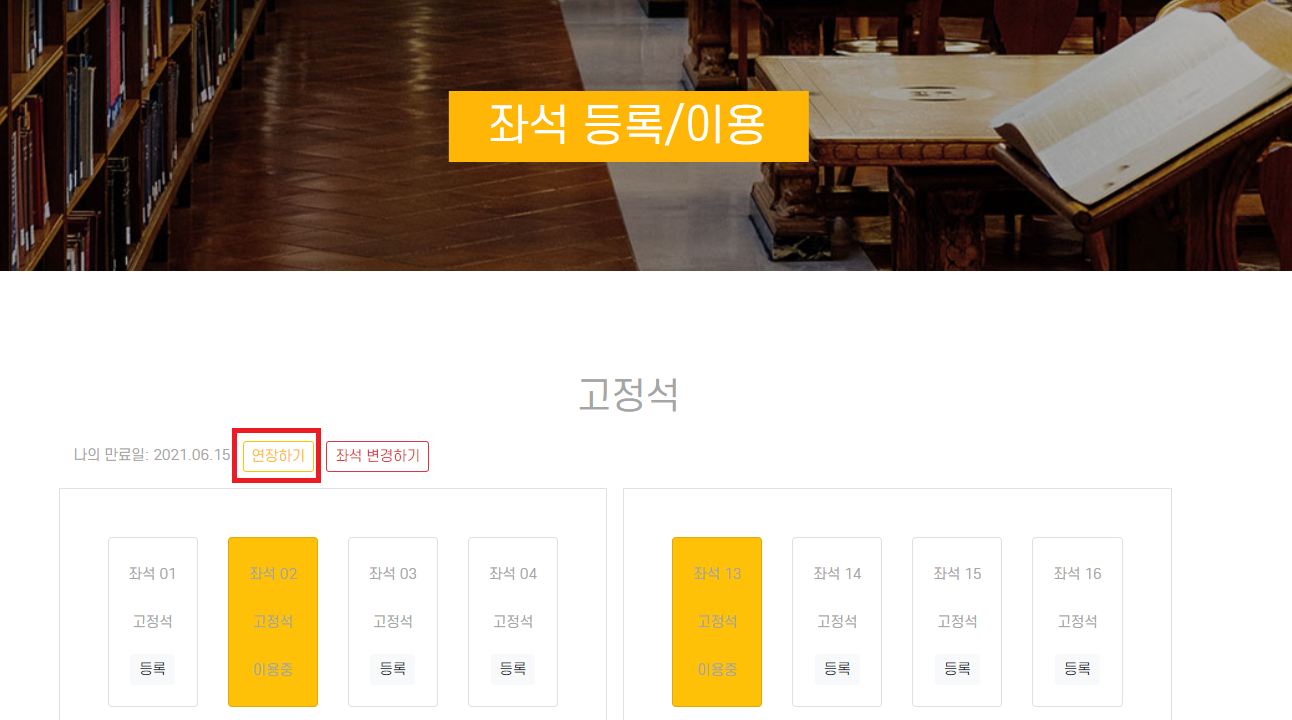 좌석 등록/이용
고정석
나의 만료일: 2021.06.15 연장하기 좌석 변경하기
좌석 01 좌석 02 좌석 03 좌석 04 좌석 13 좌석 14 좌석 15 좌석 16
고정석 고정석 고정석 고정석 고정석 고정석 고정석 고정석
등록 이용중 등록 등록 이용중 등록 등록 등록